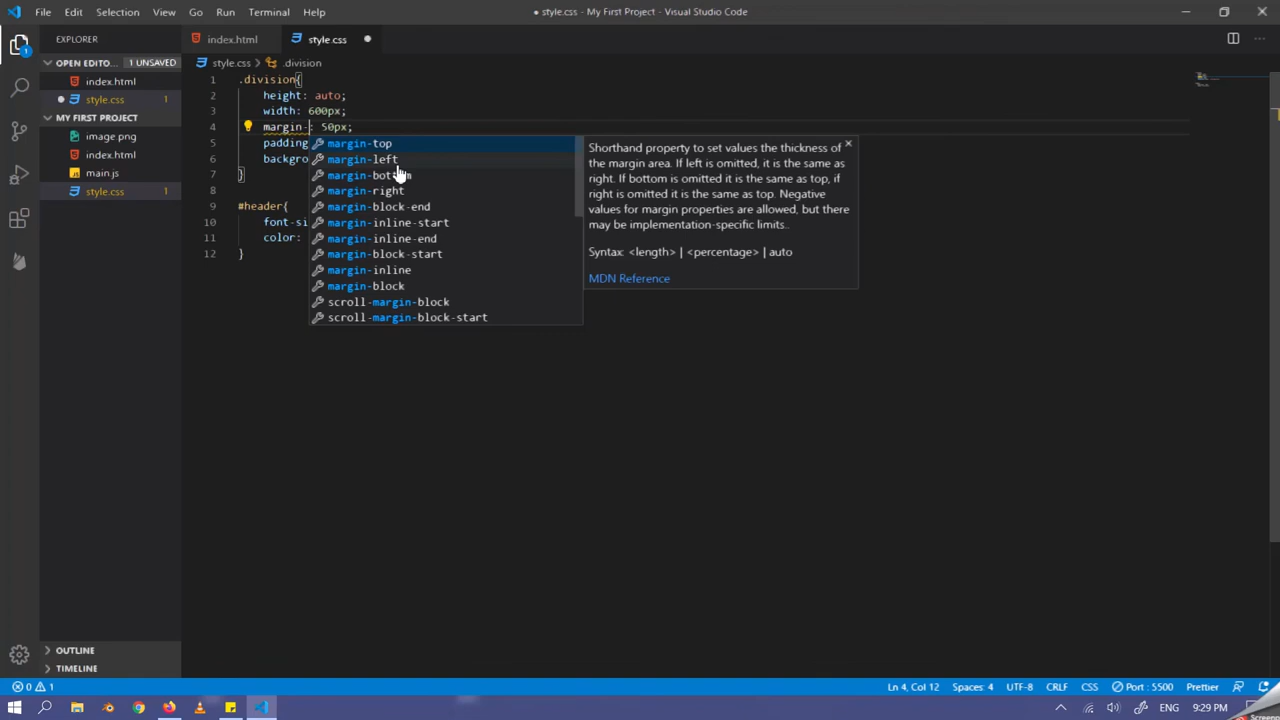 File Edit Selection View Go Run Terminal Help
● style.css - My First Project - Visual Studio Code
EXPLORER
index.html
style.css ●
OPEN EDITO... 1 UNSAVED
index.html
● style.css 1
MY FIRST PROJECT
image png
index.html
main.js
style.css 1
OUTLINE
TIMELINE
style.css > .division
1 .division{
2 height: auto;
3 width: 600px;
4 margin-: 50px;
5 padding
6 backgro
7 }
8
9 #header{
10 font-si
11 color:
12 }
margin-top
margin-left
margin-bottom
margin-right
margin-block-end
margin-inline-start
margin-inline-end
margin-block-start
margin-inline
margin-block
scroll-margin-block
scroll-margin-block-start
Shorthand property to set values the thickness of
the margin area. If left is omitted, it is the same as
right. If bottom is omitted it is the same as top, if
right is omitted it is the same as top. Negative
values for margin properties are allowed, but there
may be implementation-specific limits..
Syntax: <length> | <percentage> | auto
MDN Reference
0 1
Ln 4, Col 12 Spaces: 4 UTF-8 CRLF CSS Port : 5500 Prettier
ENG 9:29 PM